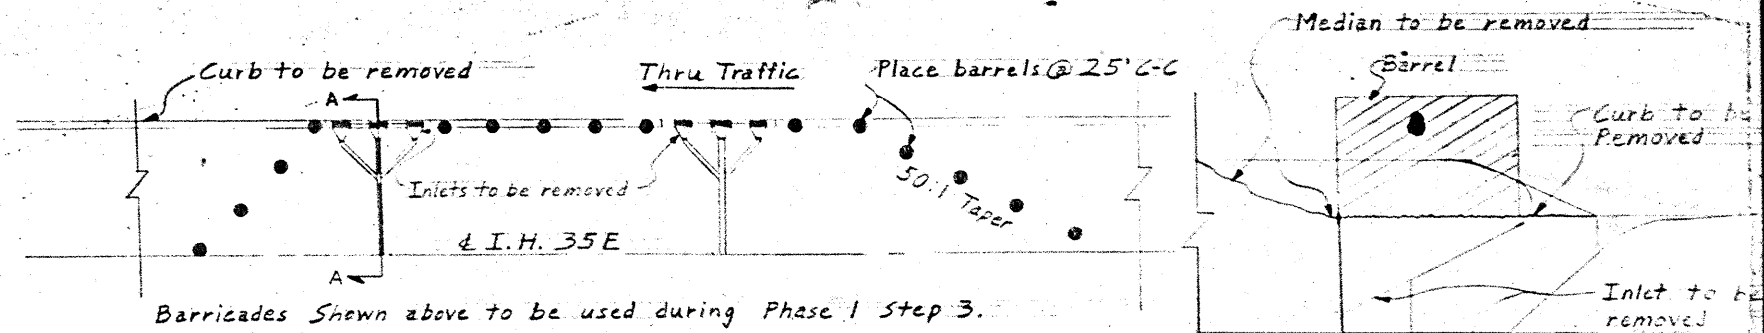 Median to be removed
Curb to be removed
Thru Traffic
Place barrels @ 25' C-C
Barrel
A
Curb to be
Removed
Inlets to be removed
50:1 Taper
℄ I.H. 35E
A
Inlet to be
removed
Barricades Shown above to be used during Phase 1 Step 3.